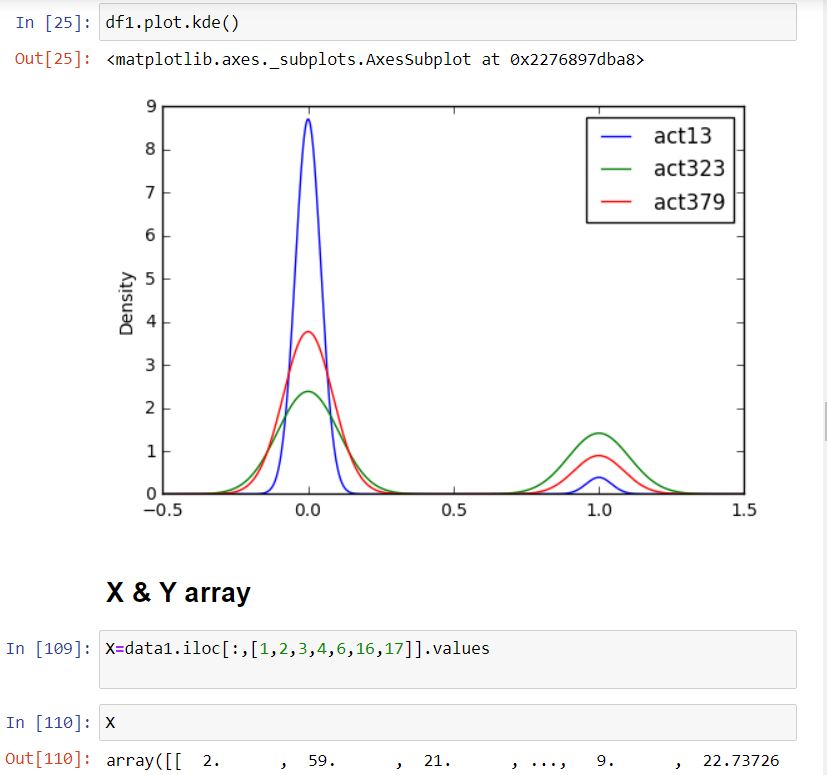 In [25]: df1.plot.kde()
Out[25]: <matplotlib.axes._subplots.AxesSubplot at 0x2276897dba8>
9
8
7
6
5
4
3
2
1
0
Density
act13
act323
act379
−0.5 0.0 0.5 1.0 1.5
X & Y array
In [109]: X=data1.iloc[:,[1,2,3,4,6,16,17]].values
In [110]: X
Out[110]: array([[ 2. , 59. , 21. , ..., 9. , 22.73726